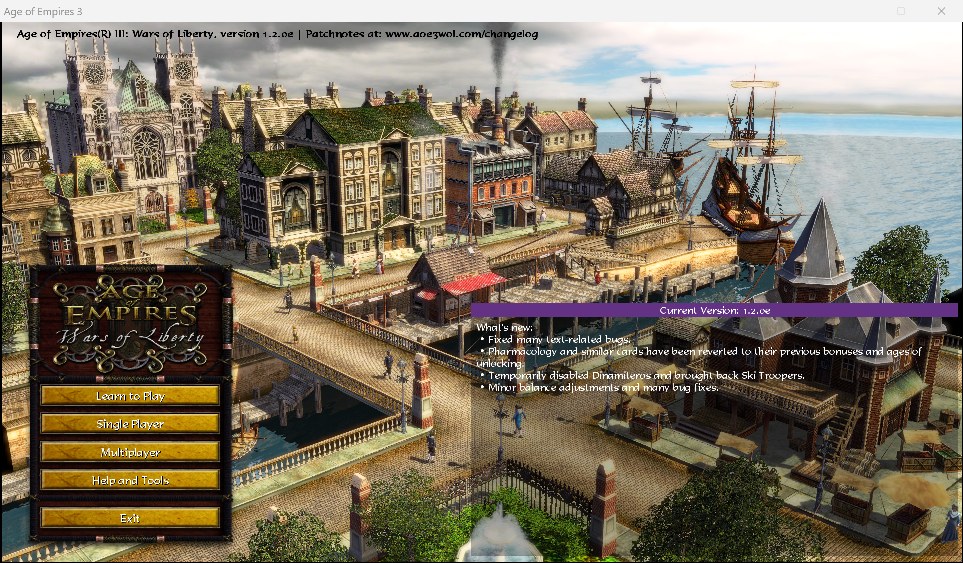 Age of Empires 3
Age of Empires(R) III: Wars of Liberty, version 1.2.0e | Patchnotes at: www.aoe3wol.com/changelog
AGE
OF
EMPIRES
Wars of Liberty
Learn to Play
Single Player
Multiplayer
Help and Tools
Exit
Current Version: 1.2.0e
What's new:
• Fixed many text-related bugs.
• Pharmacology and similar cards have been reverted to their previous bonuses and ages of
unlocking.
• Temporarily disabled Dinamiteros and brought back Ski Troopers.
• Minor balance adjustments and many bug fixes.